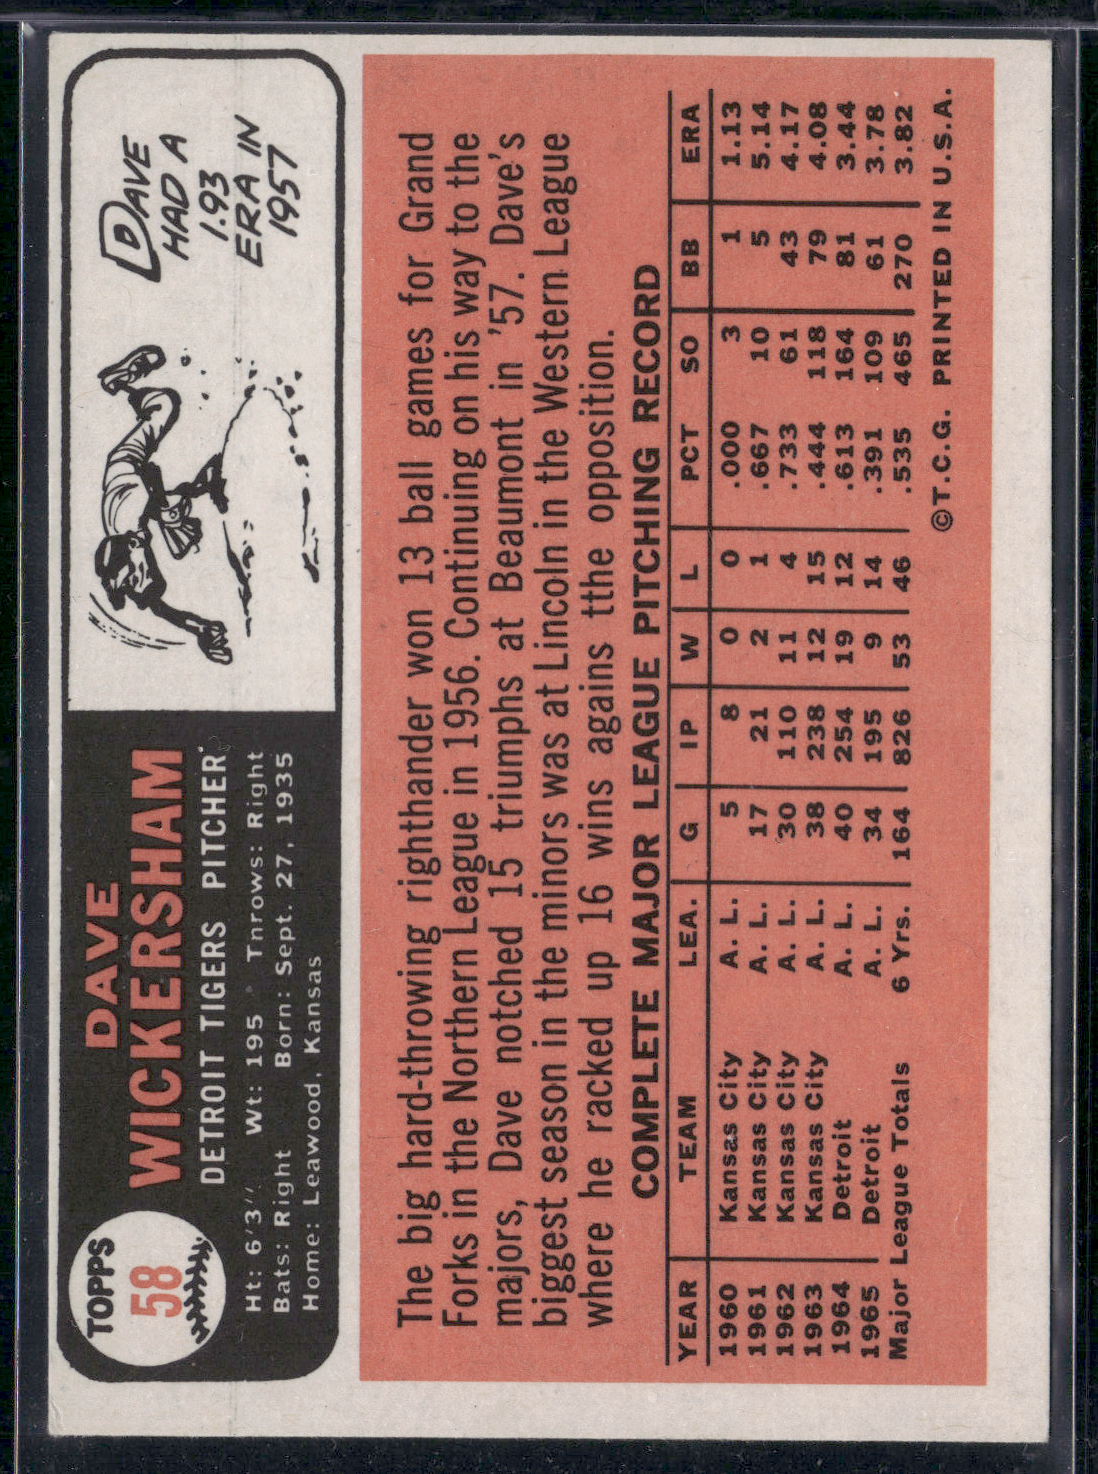 TOPPS
58
DAVE
WICKERSHAM
DETROIT TIGERS PITCHER
Ht: 6'3'' Wt: 195 Tnrows: Right
Bats: Right Born: Sept. 27, 1935
Home: Leawood, Kansas
DAVE
HAD A
1.93
ERA IN
1957
The big hard-throwing righthander won 13 ball games for Grand
Forks in the Northern League in 1956. Continuing on his way to the
majors, Dave notched 15 triumphs at Beaumont in '57. Dave's
biggest season in the minors was at Lincoln in the Western League
where he racked up 16 wins agains tthe opposition.
COMPLETE MAJOR LEAGUE PITCHING RECORD
YEAR TEAM LEA. G IP W L PCT SO BB ERA
1960 Kansas City A. L. 5 8 0 0 .000 3 1 1.13
1961 Kansas City A. L. 17 21 2 1 .667 10 5 5.14
1962 Kansas City A. L. 30 110 11 4 .733 61 43 4.17
1963 Kansas City A. L. 38 238 12 15 .444 118 79 4.08
1964 Detroit A. L. 40 254 19 12 .613 164 81 3.44
1965 Detroit A. L. 34 195 9 14 .391 109 61 3.78
Major League Totals 6 Yrs. 164 826 53 46 .535 465 270 3.82
©T.C.G. PRINTED IN U.S.A.